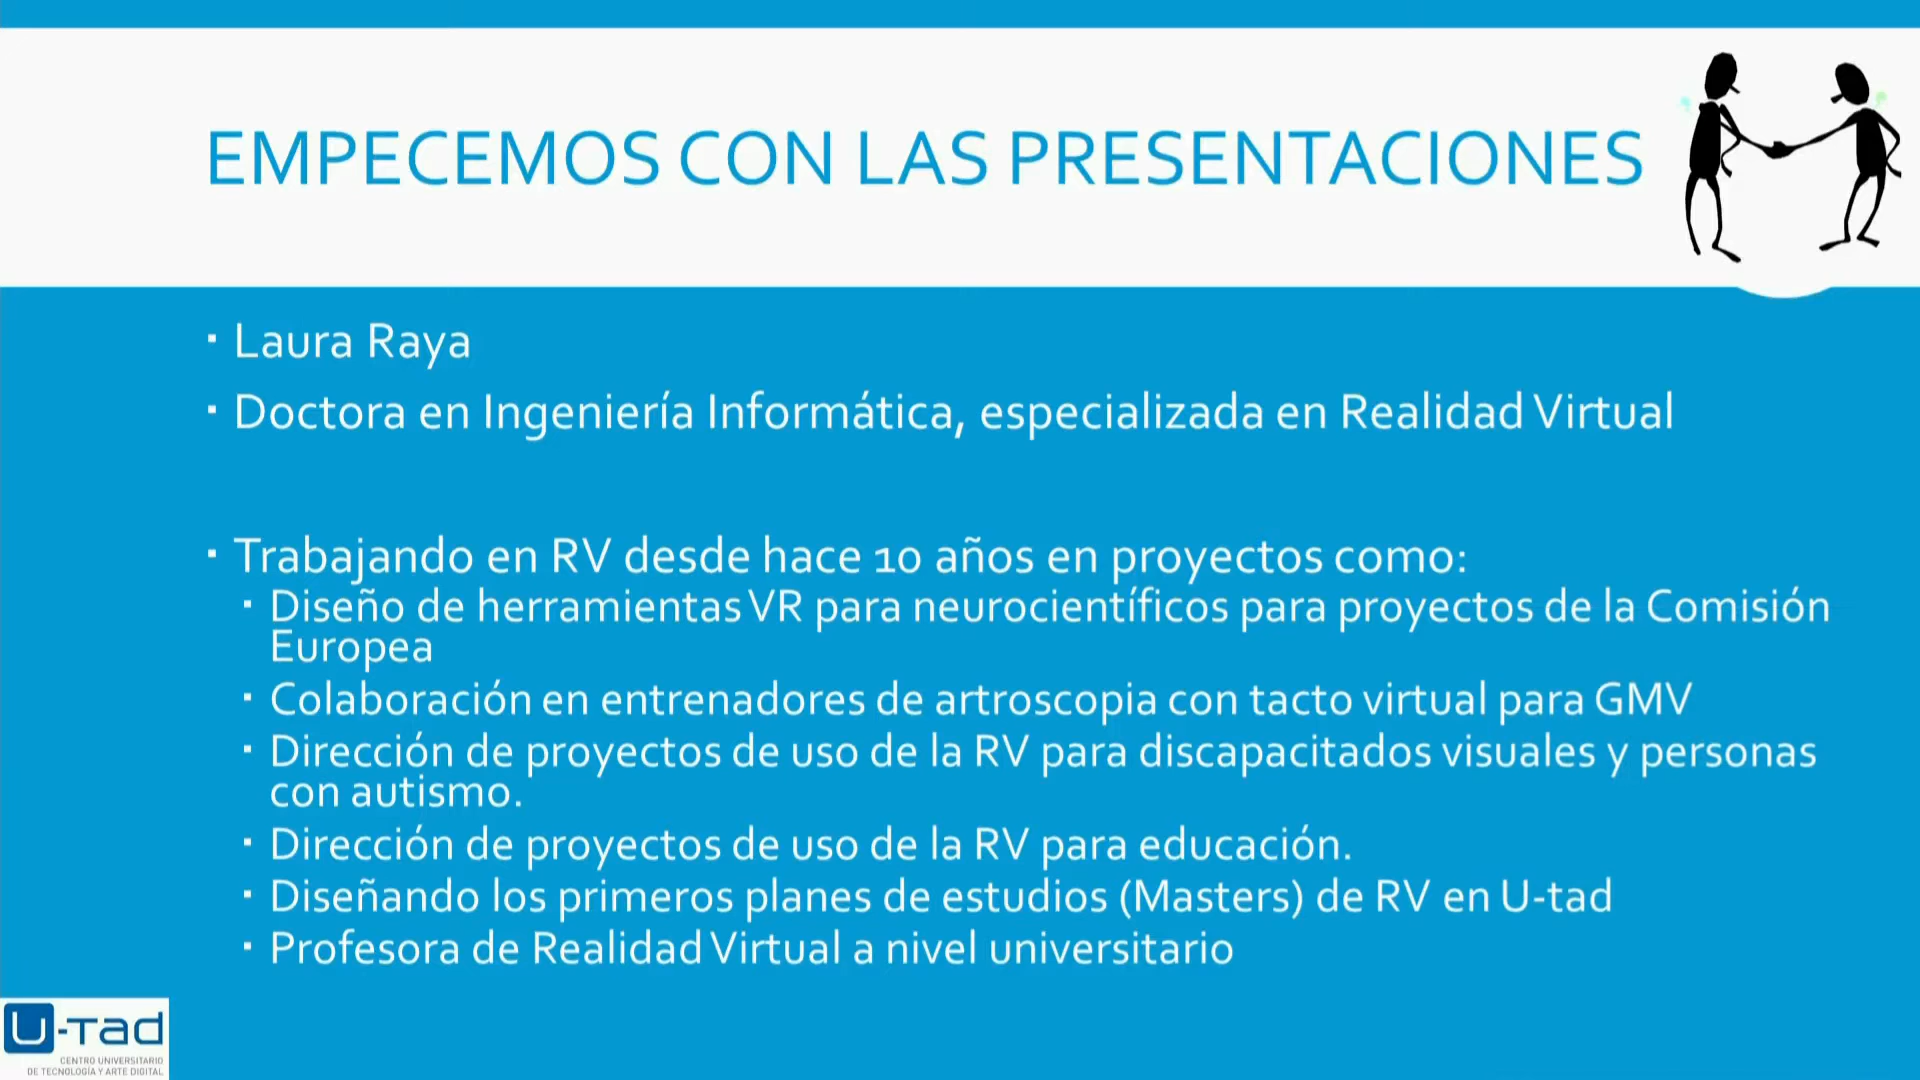 EMPECEMOS CON LAS PRESENTACIONES
▪ Laura Raya
▪ Doctora en Ingeniería Informática, especializada en Realidad Virtual
▪ Trabajando en RV desde hace 10 años en proyectos como:
▪ Diseño de herramientas VR para neurocientíficos para proyectos de la Comisión
Europea
▪ Colaboración en entrenadores de artroscopia con tacto virtual para GMV
▪ Dirección de proyectos de uso de la RV para discapacitados visuales y personas
con autismo.
▪ Dirección de proyectos de uso de la RV para educación.
▪ Diseñando los primeros planes de estudios (Masters) de RV en U-tad
▪ Profesora de Realidad Virtual a nivel universitario
U-tad
CENTRO UNIVERSITARIO
DE TECNOLOGÍA Y ARTE DIGITAL